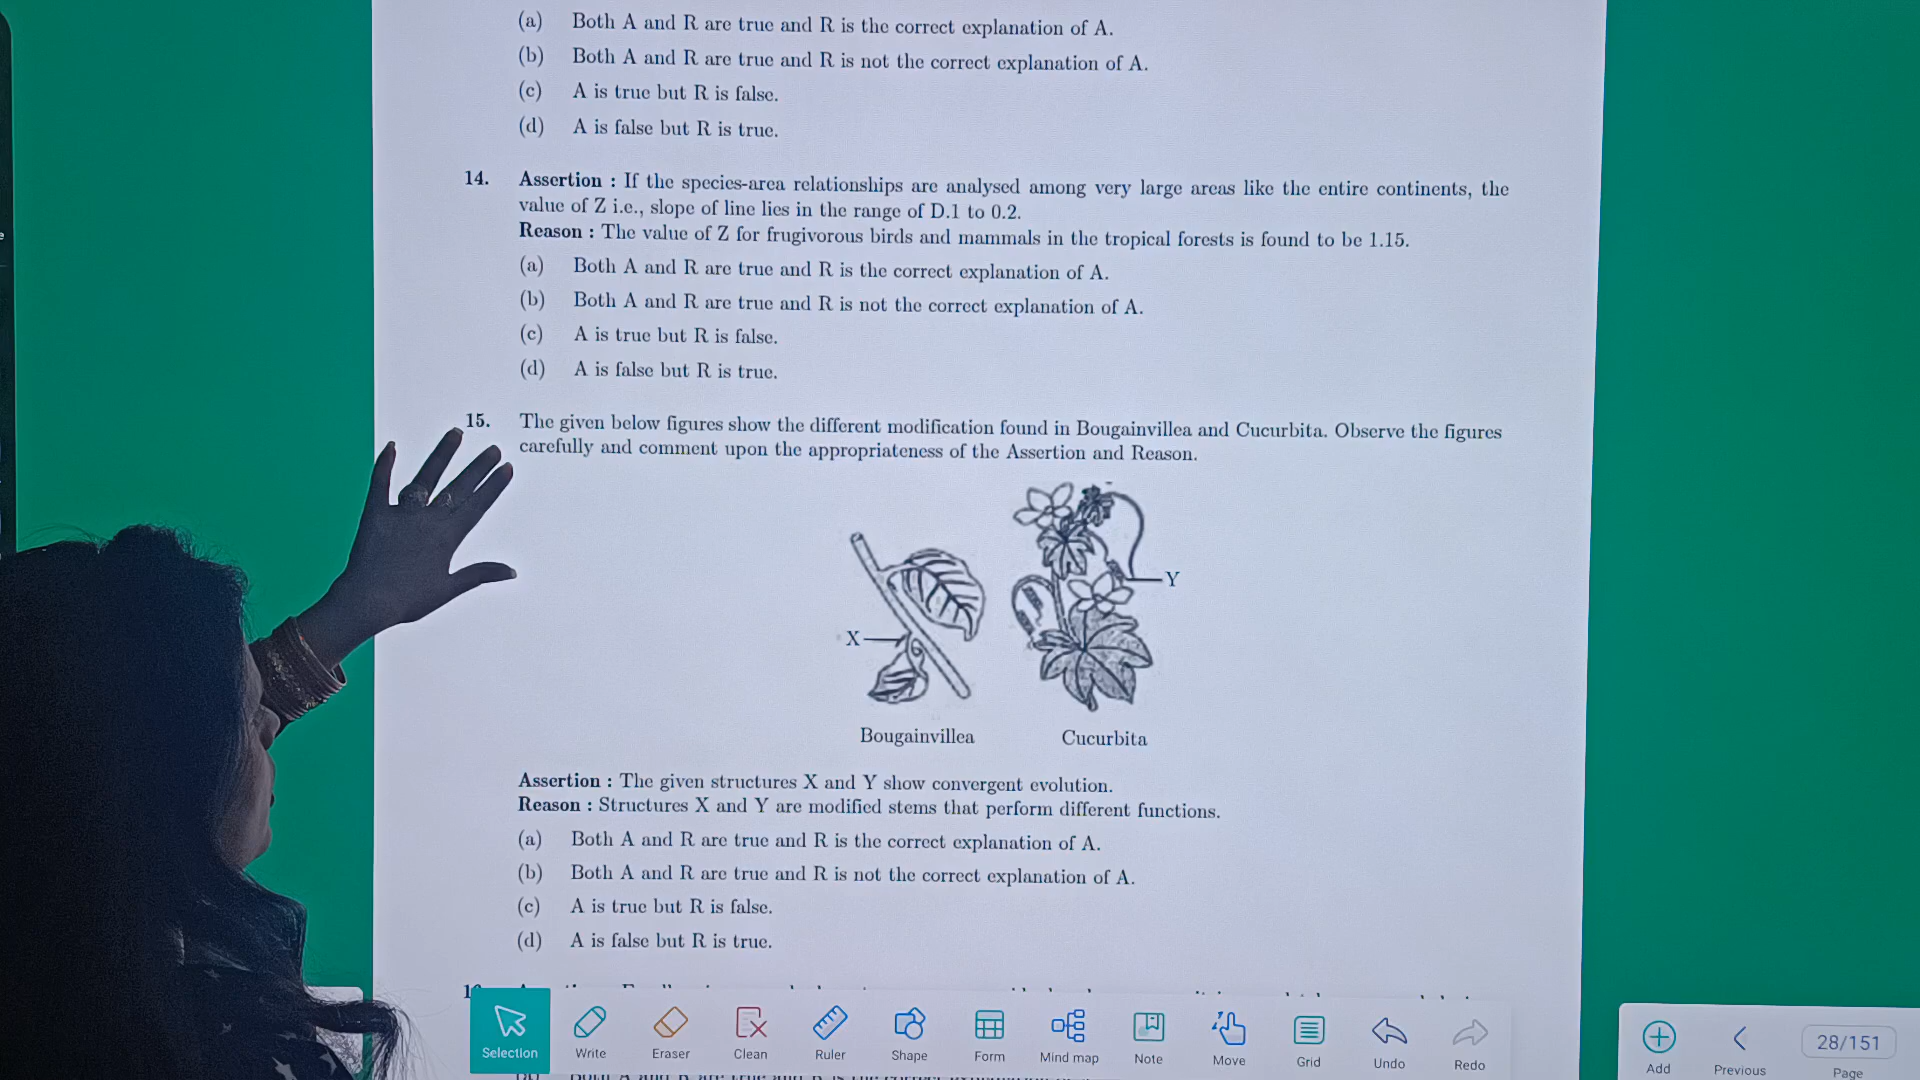 (a) Both A and R are true and R is the correct explanation of A.
(b) Both A and R are true and R is not the correct explanation of A.
(c) A is true but R is false.
(d) A is false but R is true.
14. Assertion : If the species-area relationships are analysed among very large areas like the entire continents, the
value of Z i.e., slope of line lies in the range of D.1 to 0.2.
Reason : The value of Z for frugivorous birds and mammals in the tropical forests is found to be 1.15.
(a) Both A and R are true and R is the correct explanation of A.
(b) Both A and R are true and R is not the correct explanation of A.
(c) A is true but R is false.
(d) A is false but R is true.
15. The given below figures show the different modification found in Bougainvillea and Cucurbita. Observe the figures
carefully and comment upon the appropriateness of the Assertion and Reason.
Y
X
Bougainvillea Cucurbita
Assertion : The given structures X and Y show convergent evolution.
Reason : Structures X and Y are modified stems that perform different functions.
(a) Both A and R are true and R is the correct explanation of A.
(b) Both A and R are true and R is not the correct explanation of A.
(c) A is true but R is false.
(d) A is false but R is true.
Selection Write Eraser Clean Ruler Shape Form Mind map Note Move Grid Undo Redo
28/151
Add Previous Page